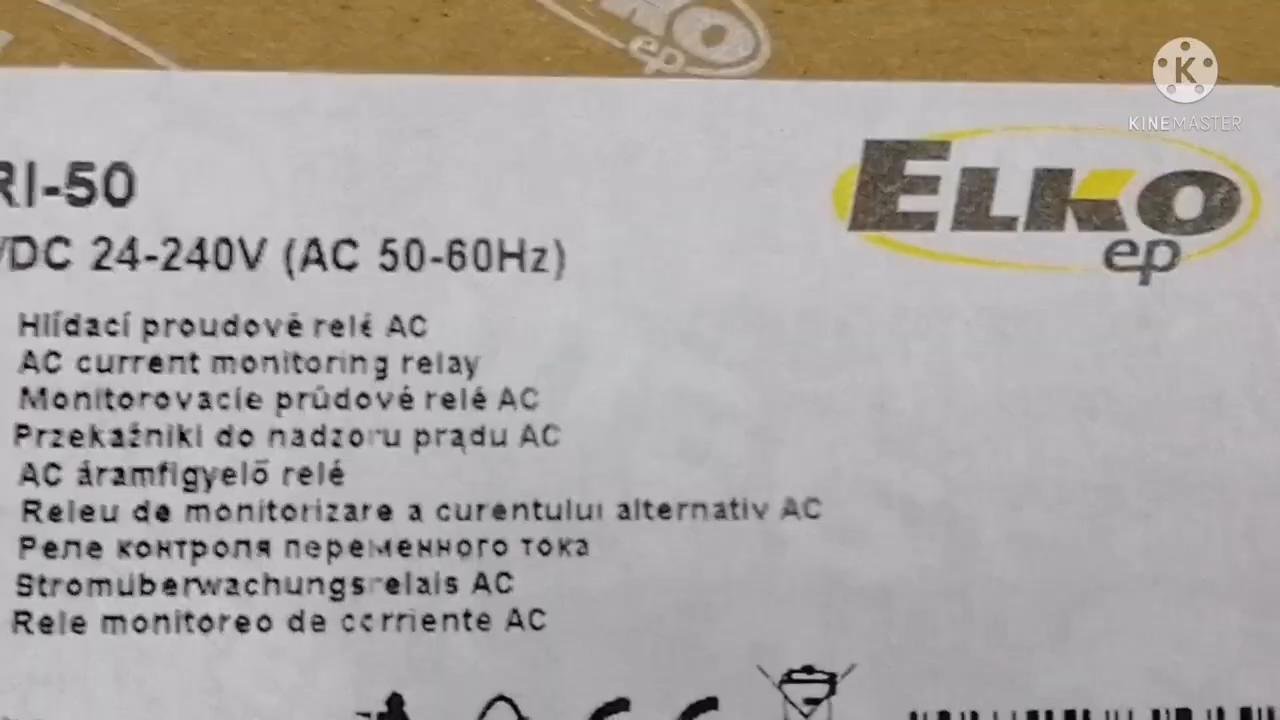 ELKO
ep
K
KINEMASTER
RI-50
ELKO
ep
/DC 24-240V (AC 50-60Hz)
Hlídací proudové relé AC
AC current monitoring relay
Monitorovacie prúdové relé AC
Przekaźniki do nadzoru prądu AC
AC áramfigyelő relé
Releu de monitorizare a curentului alternativ AC
Реле контроля переменного тока
Stromüberwachungsrelais AC
Rele monitoreo de corriente AC